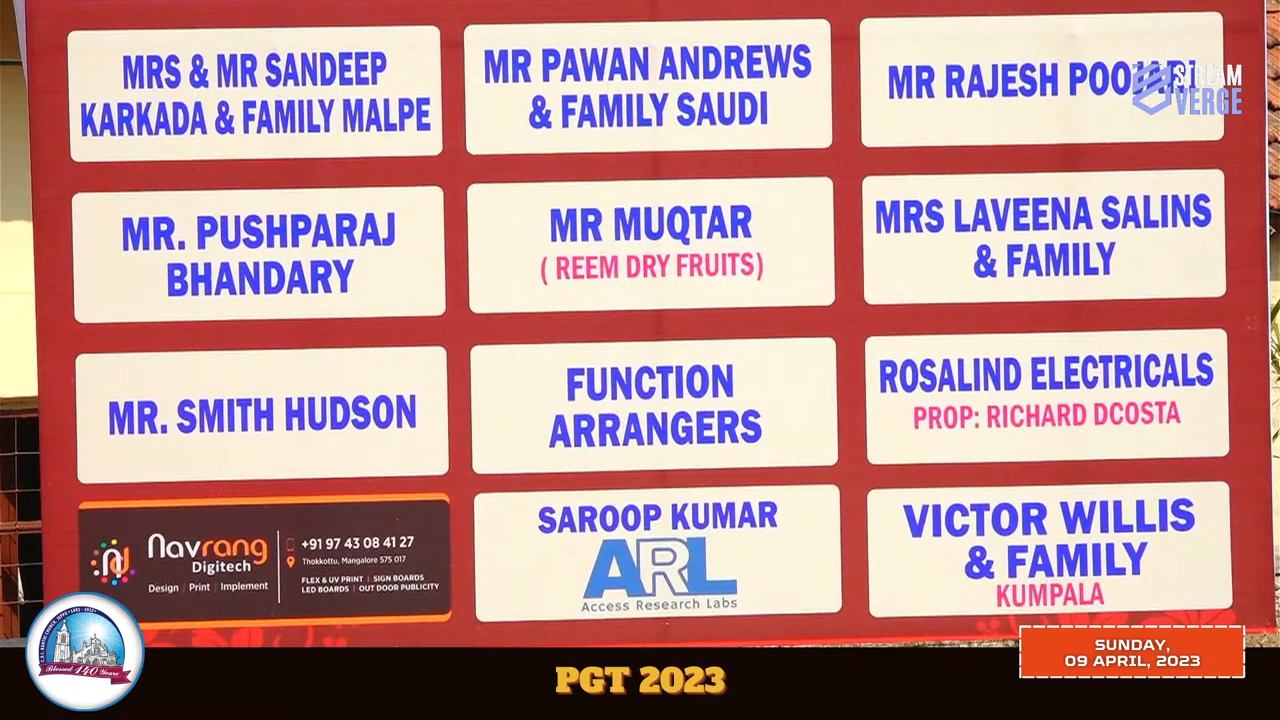 MRS & MR SANDEEP
KARKADA & FAMILY MALPE
MR PAWAN ANDREWS
& FAMILY SAUDI
MR RAJESH
STREAM
VERGE
MR. PUSHPARAJ
BHANDARY
MR MUQTAR
( REEM DRY FRUITS)
MRS LAVEENA SALINS
& FAMILY
MR. SMITH HUDSON
FUNCTION
ARRANGERS
ROSALIND ELECTRICALS
PROP: RICHARD DCOSTA
Navrang
Digitech
Design | Print | Implement
+91 97 43 08 41 27
Thokkottu, Mangalore 575 017
FLEX & UV PRINT | SIGN BOARDS
LED BOARDS | OUT DOOR PUBLICITY
SAROOP KUMAR
ARL
Access Research Labs
VICTOR WILLIS
& FAMILY
KUMPALA
Blessed 140 Years
PGT 2023
SUNDAY,
09 APRIL, 2023